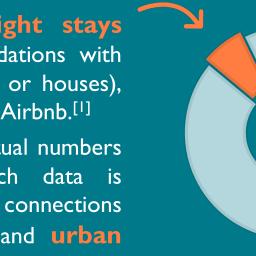 ight stays
dations with
or houses),
Airbnb.[1]
ual numbers
ch data is
connections
and urban